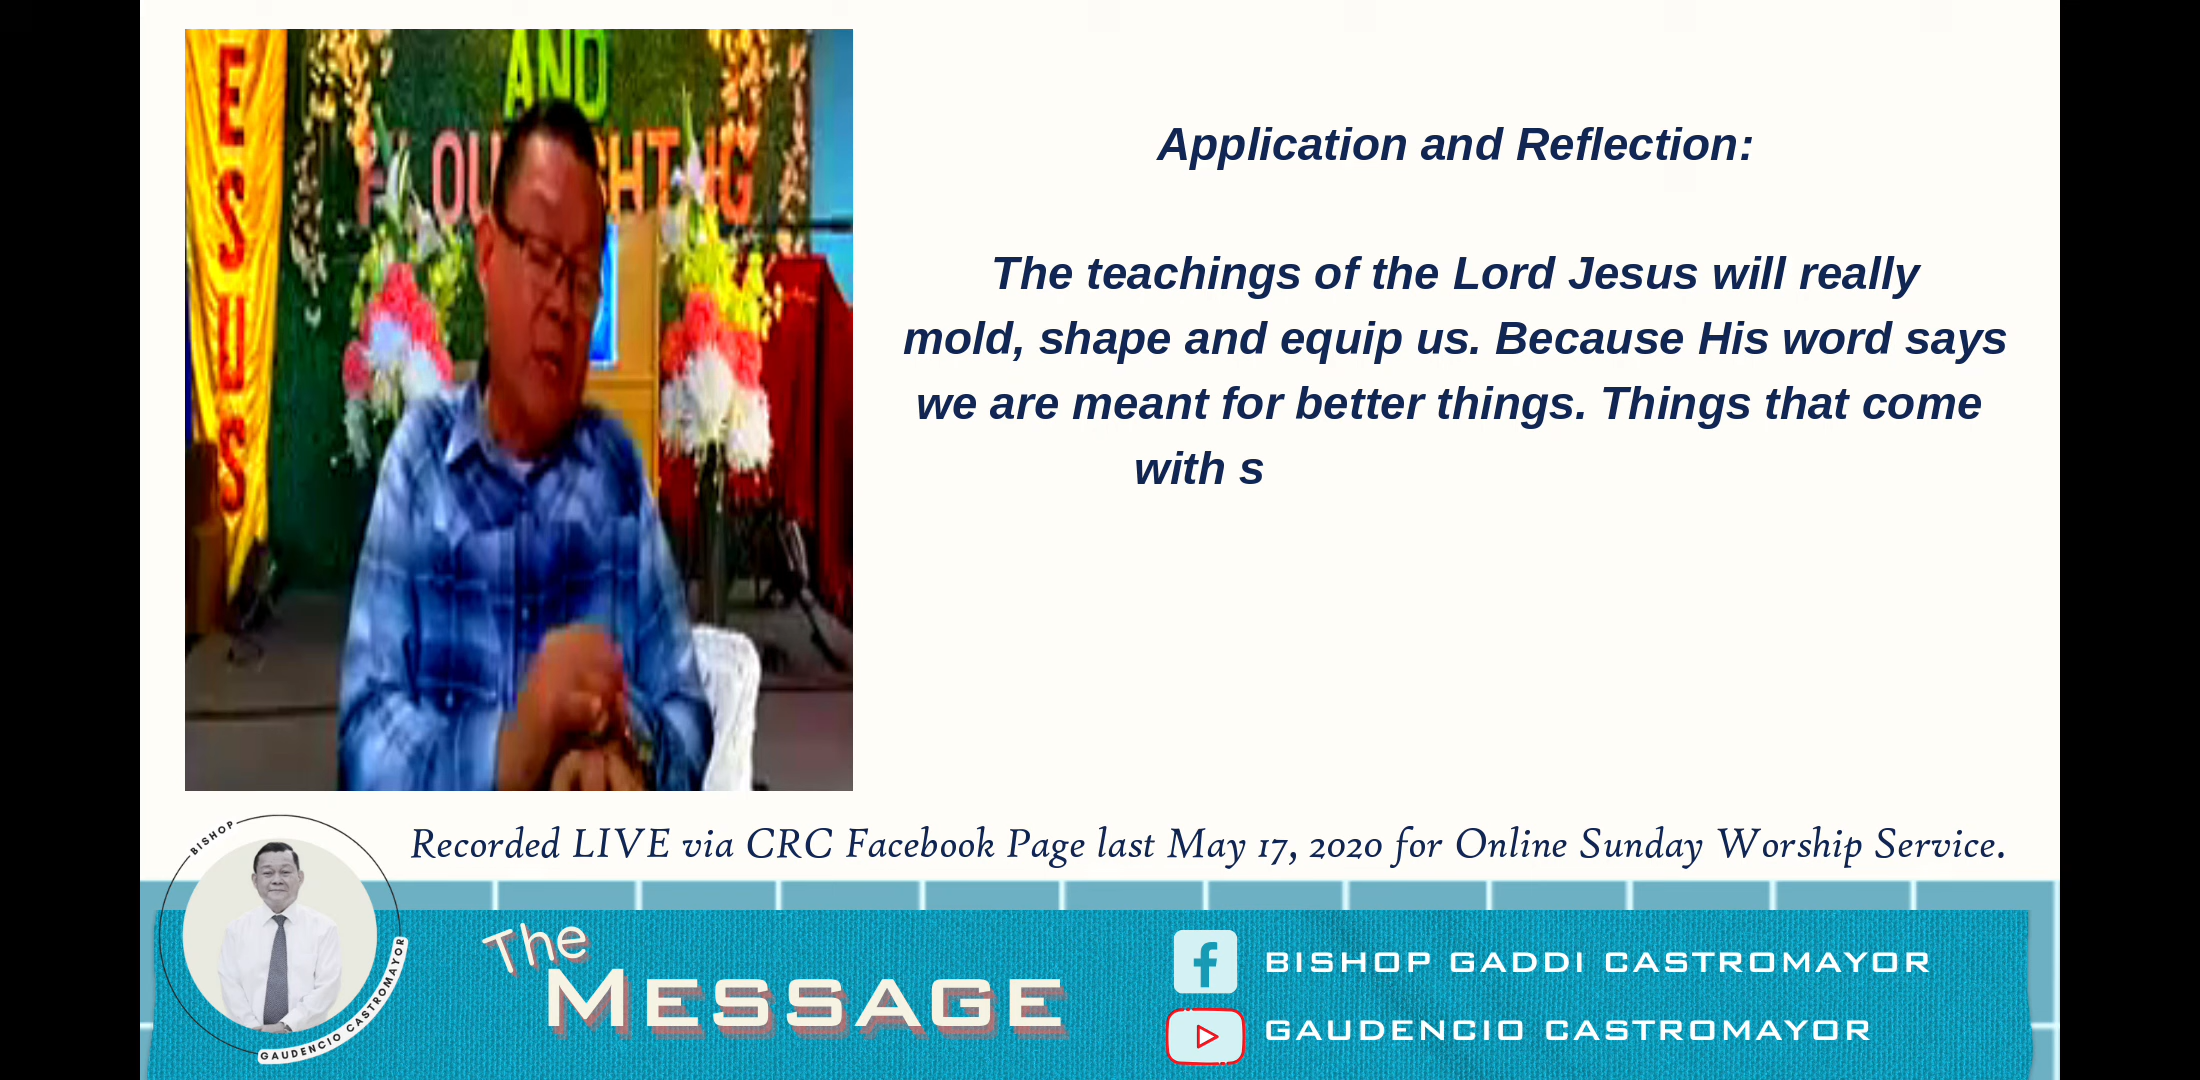 JESUS
AND
Application and Reflection:
The teachings of the Lord Jesus will really
mold, shape and equip us. Because His word says
we are meant for better things. Things that come
with s
Recorded LIVE via CRC Facebook Page last May 17, 2020 for Online Sunday Worship Service.
BISHOP
GAUDENCIO CASTROMAYOR
The
MESSAGE
BISHOP GADDI CASTROMAYOR
GAUDENCIO CASTROMAYOR